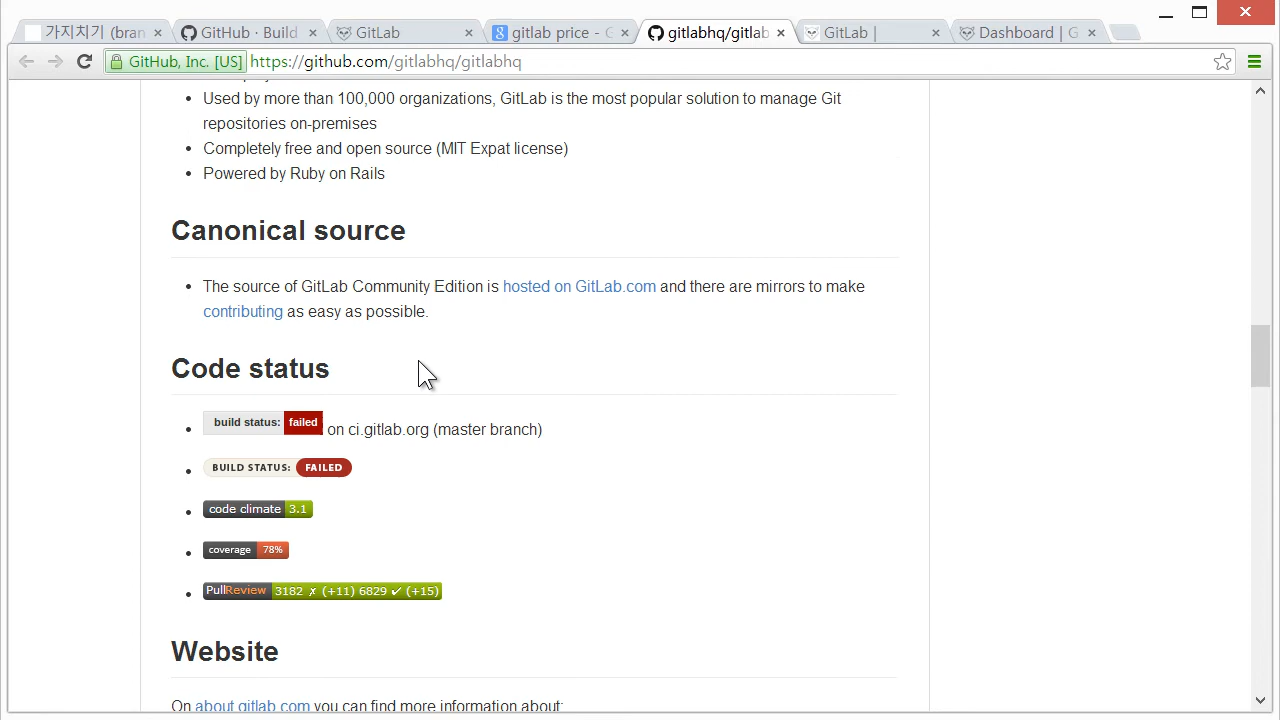 가지치기 (bran
GitHub · Build
GitLab
gitlab price - G
gitlabhq/gitlab
GitLab |
Dashboard | G
GitHub, Inc. [US]
https://github.com/gitlabhq/gitlabhq
Used by more than 100,000 organizations, GitLab is the most popular solution to manage Git
repositories on-premises
Completely free and open source (MIT Expat license)
Powered by Ruby on Rails
Canonical source
The source of GitLab Community Edition is hosted on GitLab.com and there are mirrors to make
contributing as easy as possible.
Code status
build status: failed on ci.gitlab.org (master branch)
BUILD STATUS: FAILED
code climate 3.1
coverage 78%
PullReview 3182 ✗ (+11) 6829 ✔ (+15)
Website
On about.gitlab.com you can find more information about: